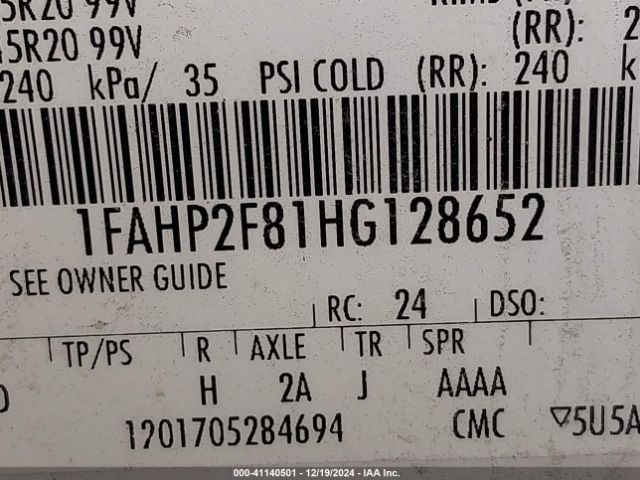 5R20 99V
(RR): 2
5R20 99V
240 kPa/ 35 PSI COLD (RR): 240 k
1FAHP2F81HG128652
SEE OWNER GUIDE
RC: 24 DSO:
TP/PS R AXLE TR SPR
H 2A J AAAA
1201705284694 CMC ▽5U5A
000-41140501 - 12/19/2024 - IAA Inc.